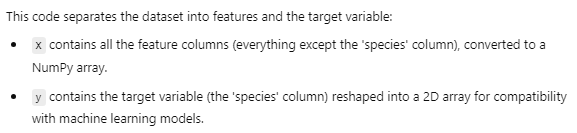 This code separates the dataset into features and the target variable:
• x contains all the feature columns (everything except the 'species' column), converted to a
NumPy array.
• y contains the target variable (the 'species' column) reshaped into a 2D array for compatibility
with machine learning models.